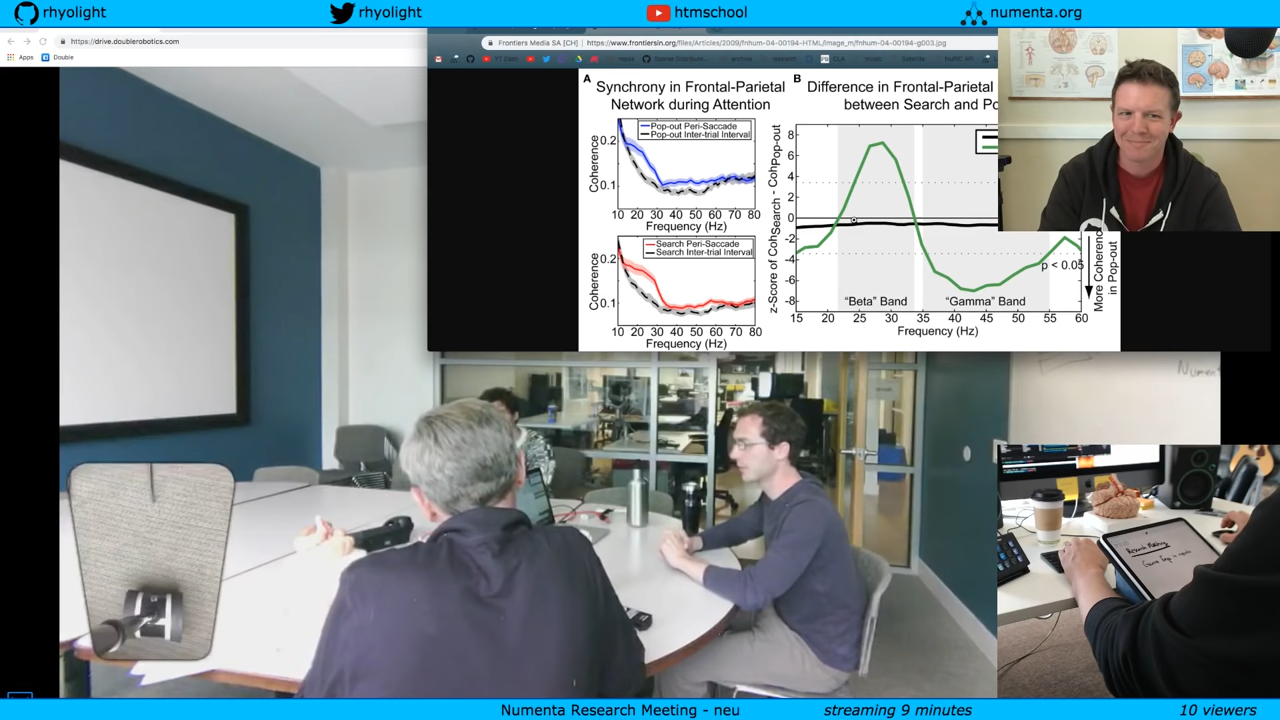 rhyolight
rhyolight
htmschool
numenta.org
https://drive.doublerobotics.com
Apps
Double
Frontiers Media SA [CH]
https://www.frontiersin.org/files/Articles/2009/fnhum-04-00194-HTML/image_m/fnhum-04-00194-g003.jpg
A
Synchrony in Frontal-Parietal
Network during Attention
Pop-out Peri-Saccade
Pop-out Inter-trial Interval
Coherence
0.2
0.1
10 20 30 40 50 60 70 80
Frequency (Hz)
Search Peri-Saccade
Search Inter-trial Interval
Coherence
0.2
0.1
10 20 30 40 50 60 70 80
Frequency (Hz)
B
Difference in Frontal-Parietal
between Search and Po
z-Score of CohSearch - CohPop-out
8
6
4
2
0
-2
-4
-6
-8
"Beta" Band
"Gamma" Band
p < 0.05
More Coherenc
in Pop-out
15 20 25 30 35 40 45 50 55 60
Frequency (Hz)
Numen
Research Meeting
Numenta Research Meeting - neu
streaming 9 minutes
10 viewers